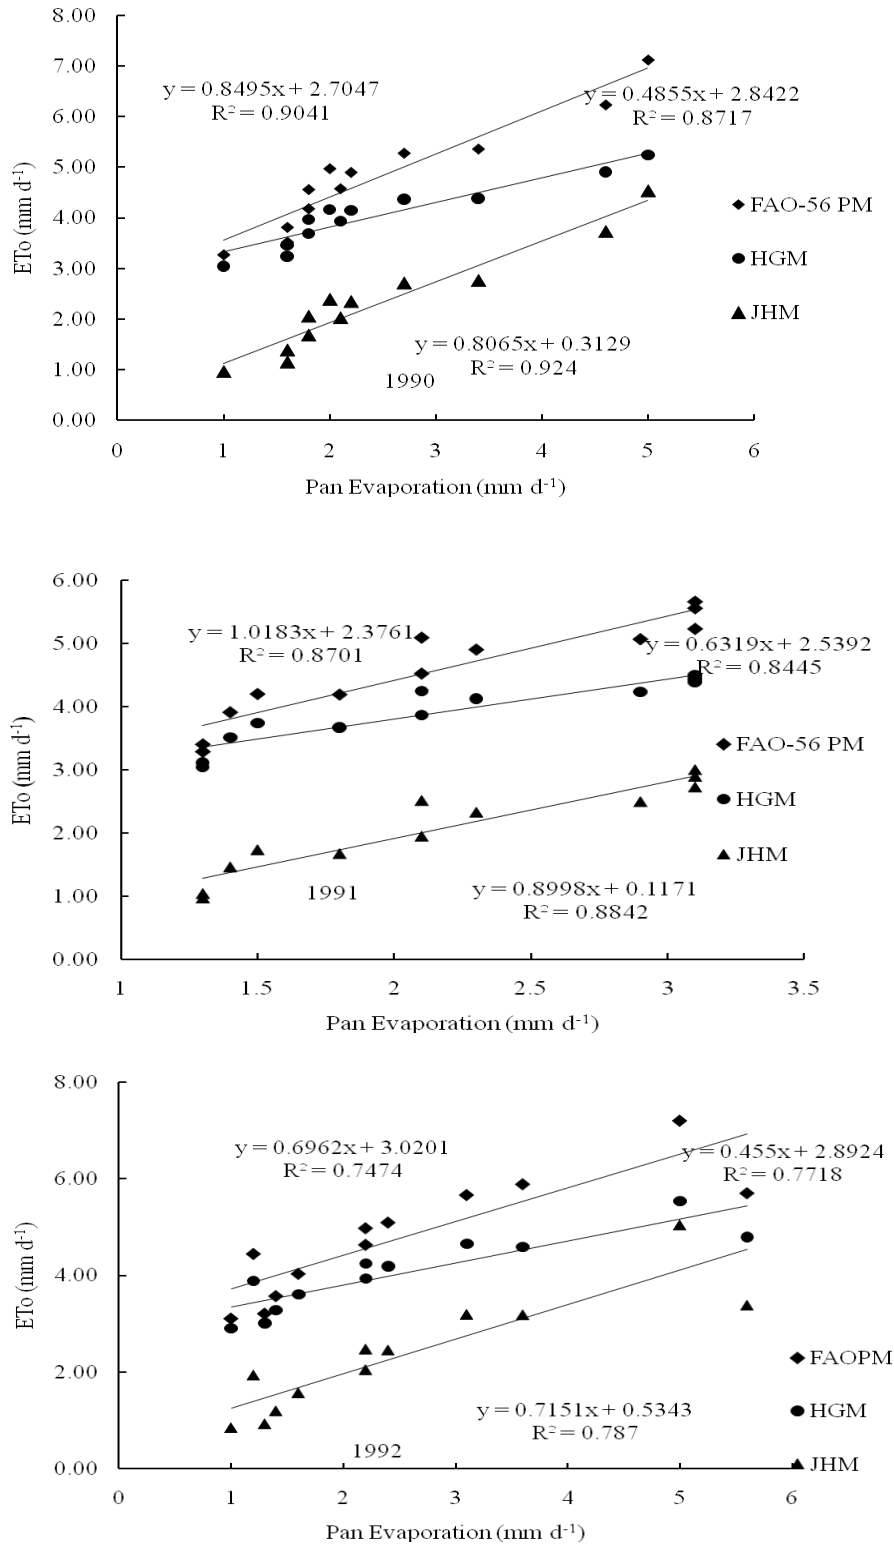 8.00
7.00
y = 0.8495x + 2.7047
R² = 0.9041
y = 0.4855x + 2.8422
R² = 0.8717
6.00
5.00
4.00
3.00
2.00
1.00
0.00
ETo (mm d⁻¹)
FAO-56 PM
HGM
JHM
y = 0.8065x + 0.3129
R² = 0.924
1990
0 1 2 3 4 5 6
Pan Evaporation (mm d⁻¹)
6.00
5.00
4.00
3.00
2.00
1.00
0.00
ETo (mm d⁻¹)
y = 1.0183x + 2.3761
R² = 0.8701
y = 0.6319x + 2.5392
R² = 0.8445
FAO-56 PM
HGM
JHM
1991
y = 0.8998x + 0.1171
R² = 0.8842
1 1.5 2 2.5 3 3.5
Pan Evaporation (mm d⁻¹)
8.00
6.00
4.00
2.00
0.00
ETo (mm d⁻¹)
y = 0.6962x + 3.0201
R² = 0.7474
y = 0.455x + 2.8924
R² = 0.7718
FAOPM
HGM
JHM
y = 0.7151x + 0.5343
R² = 0.787
1992
0 1 2 3 4 5 6
Pan Evaporation (mm d⁻¹)